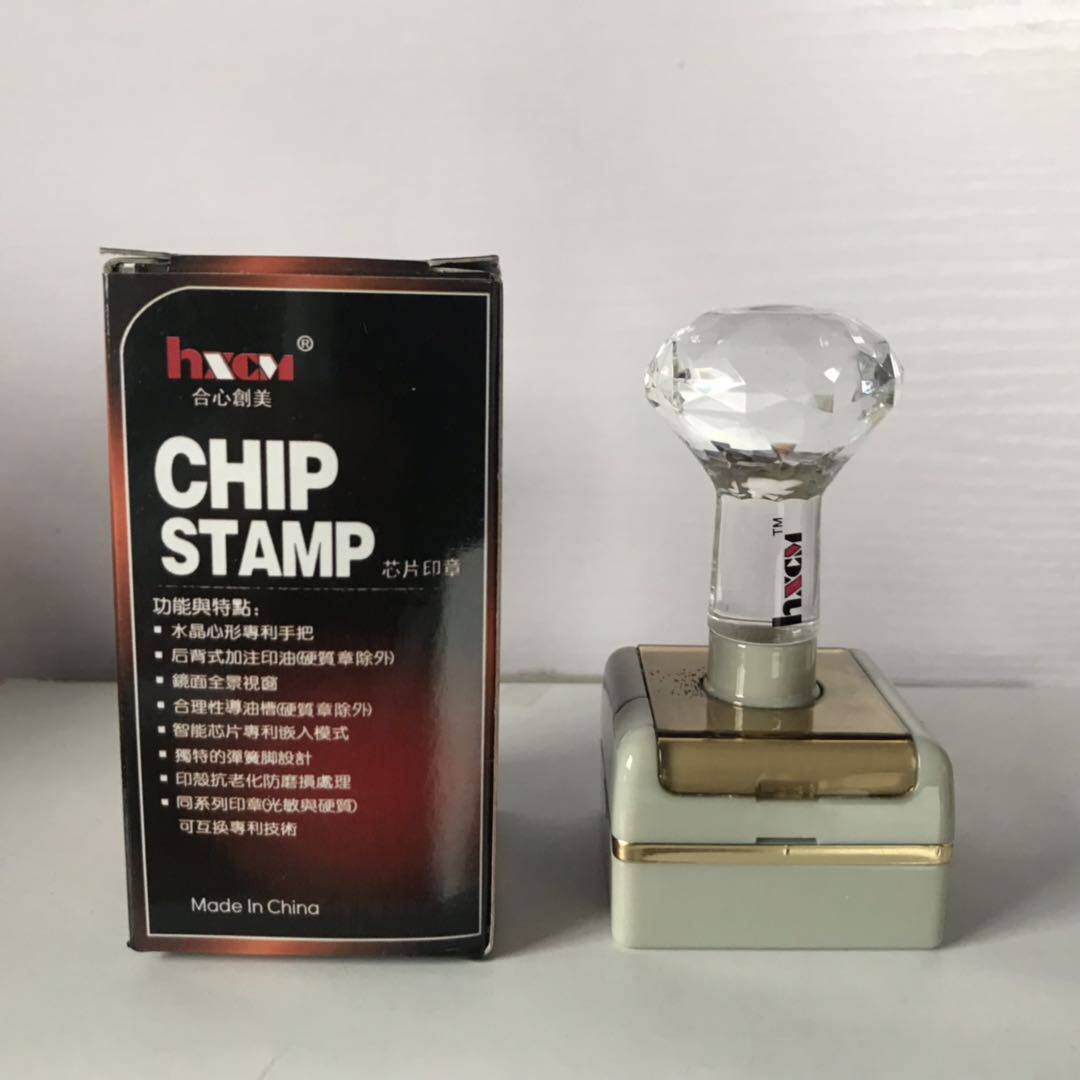 hxcm®
合心創美
CHIP
STAMP 芯片印章
功能與特點:
▪ 水晶心形專利手把
▪ 后背式加注印油(硬質章除外)
▪ 鏡面全景視窗
▪ 合理性導油槽(硬質章除外)
▪ 智能芯片專利嵌入模式
▪ 獨特的彈簧脚設計
▪ 印殼抗老化防磨損處理
▪ 同系列印章(光敏與硬質)
可互换專利技術
Made In China
hxcm™